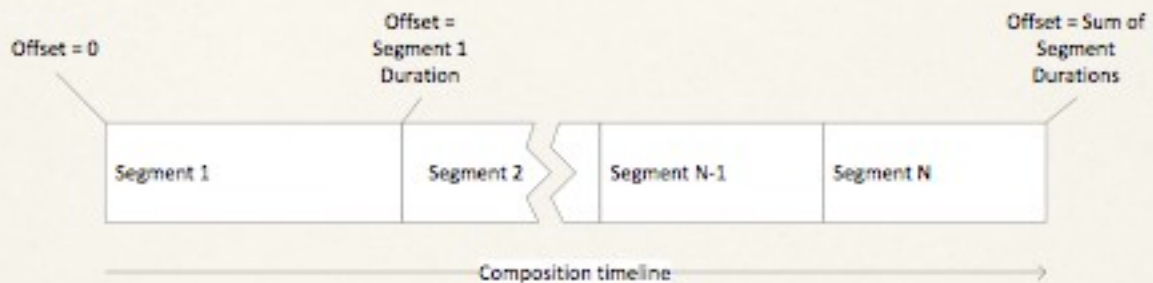 Offset = 0
Offset =
Segment 1
Duration
Offset = Sum of
Segment
Durations
Segment 1
Segment 2
Segment N-1
Segment N
Composition timeline